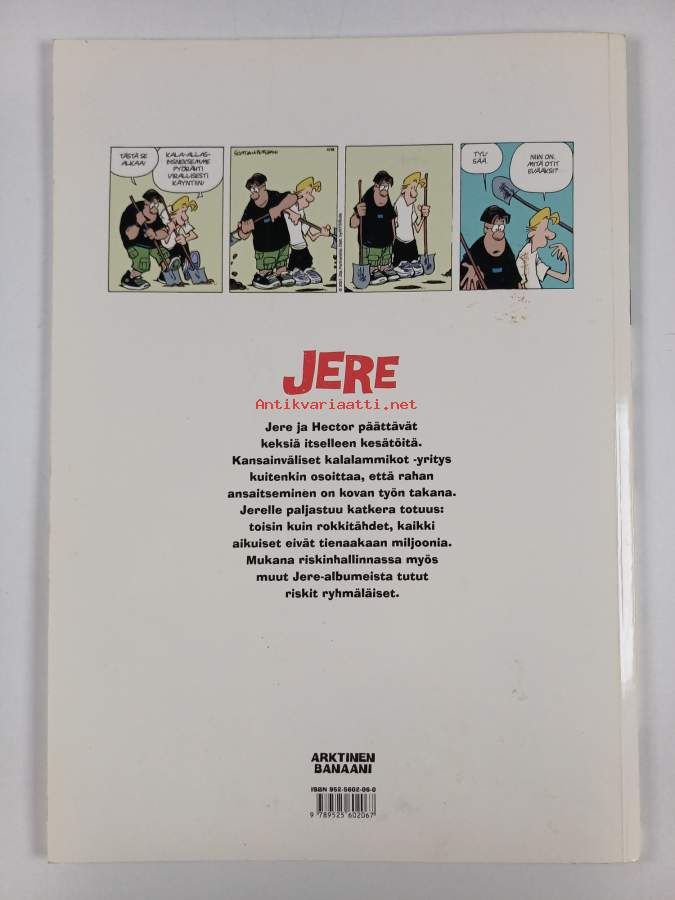 TÄSTÄ SE
ALKAA!
KALA-ALLAS-
BISNEKSEMME
PYÖRÄHTI
VIRALLISESTI
KÄYNTIIN!
TYLSÄÄ.
NIIN ON.
MITÄ OTIT
EVÄÄKSI?
JERE
Antikvariaatti.net
Jere ja Hector päättävät
keksiä itselleen kesätöitä.
Kansainväliset kalalammikot -yritys
kuitenkin osoittaa, että rahan
ansaitseminen on kovan työn takana.
Jerelle paljastuu katkera totuus:
toisin kuin rokkitähdet, kaikki
aikuiset eivät tienaakaan miljoonia.
Mukana riskinhallinnassa myös
muut Jere-albumeista tutut
riskit ryhmäläiset.
ARKTINEN
BANAANI
ISBN 952-5602-06-0
9 789525 602067